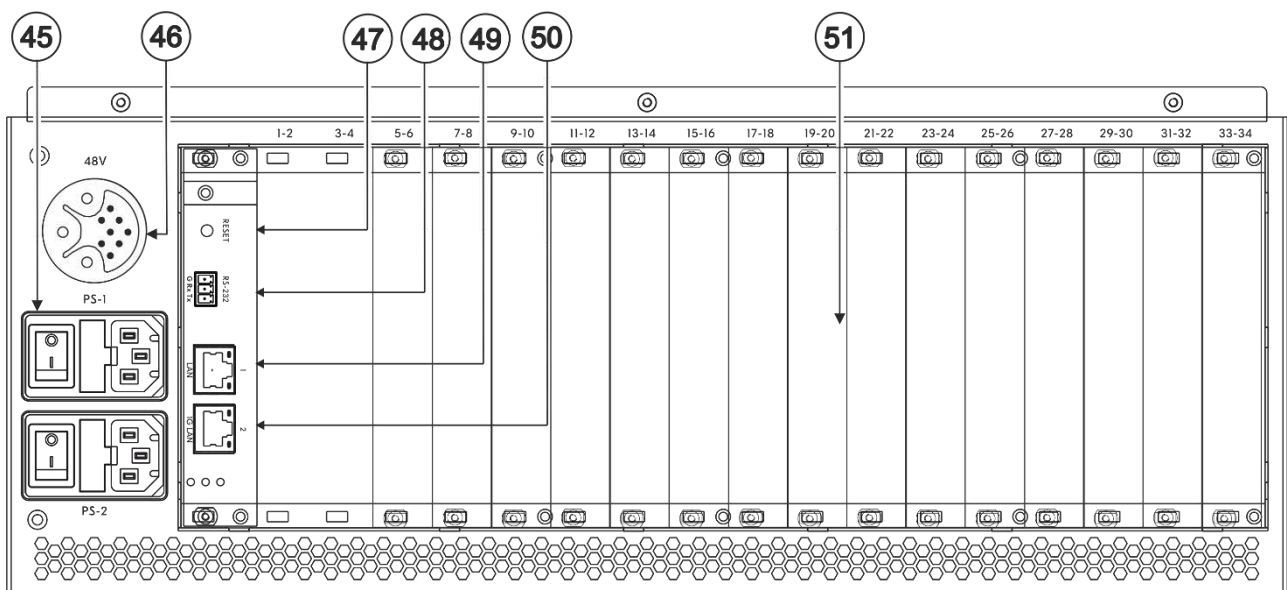 45 46 47 48 49 50 51
1-2 3-4 5-6 7-8 9-10 11-12 13-14 15-16 17-18 19-20 21-22 23-24 25-26 27-28 29-30 31-32 33-34
48V
RESET
RS-232
G Rx Tx
PS-1
1
LAN
2
1G LAN
PS-2